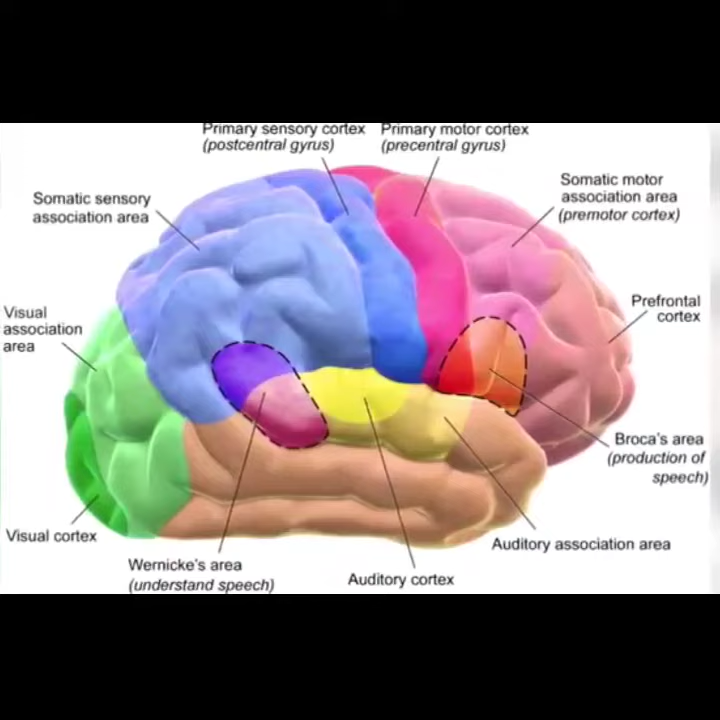 Primary sensory cortex
(postcentral gyrus)
Primary motor cortex
(precentral gyrus)
Somatic sensory
association area
Somatic motor
association area
(premotor cortex)
Visual
association
area
Prefrontal
cortex
Broca's area
(production of
speech)
Visual cortex
Wernicke's area
(understand speech)
Auditory cortex
Auditory association area